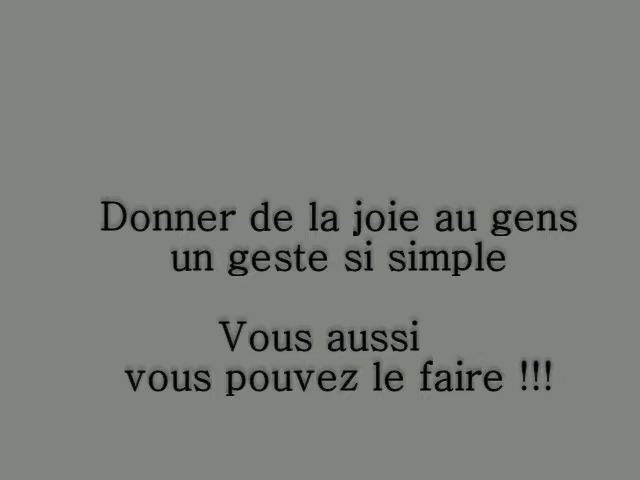 Donner de la joie au gens
un geste si simple
Vous aussi
vous pouvez le faire !!!